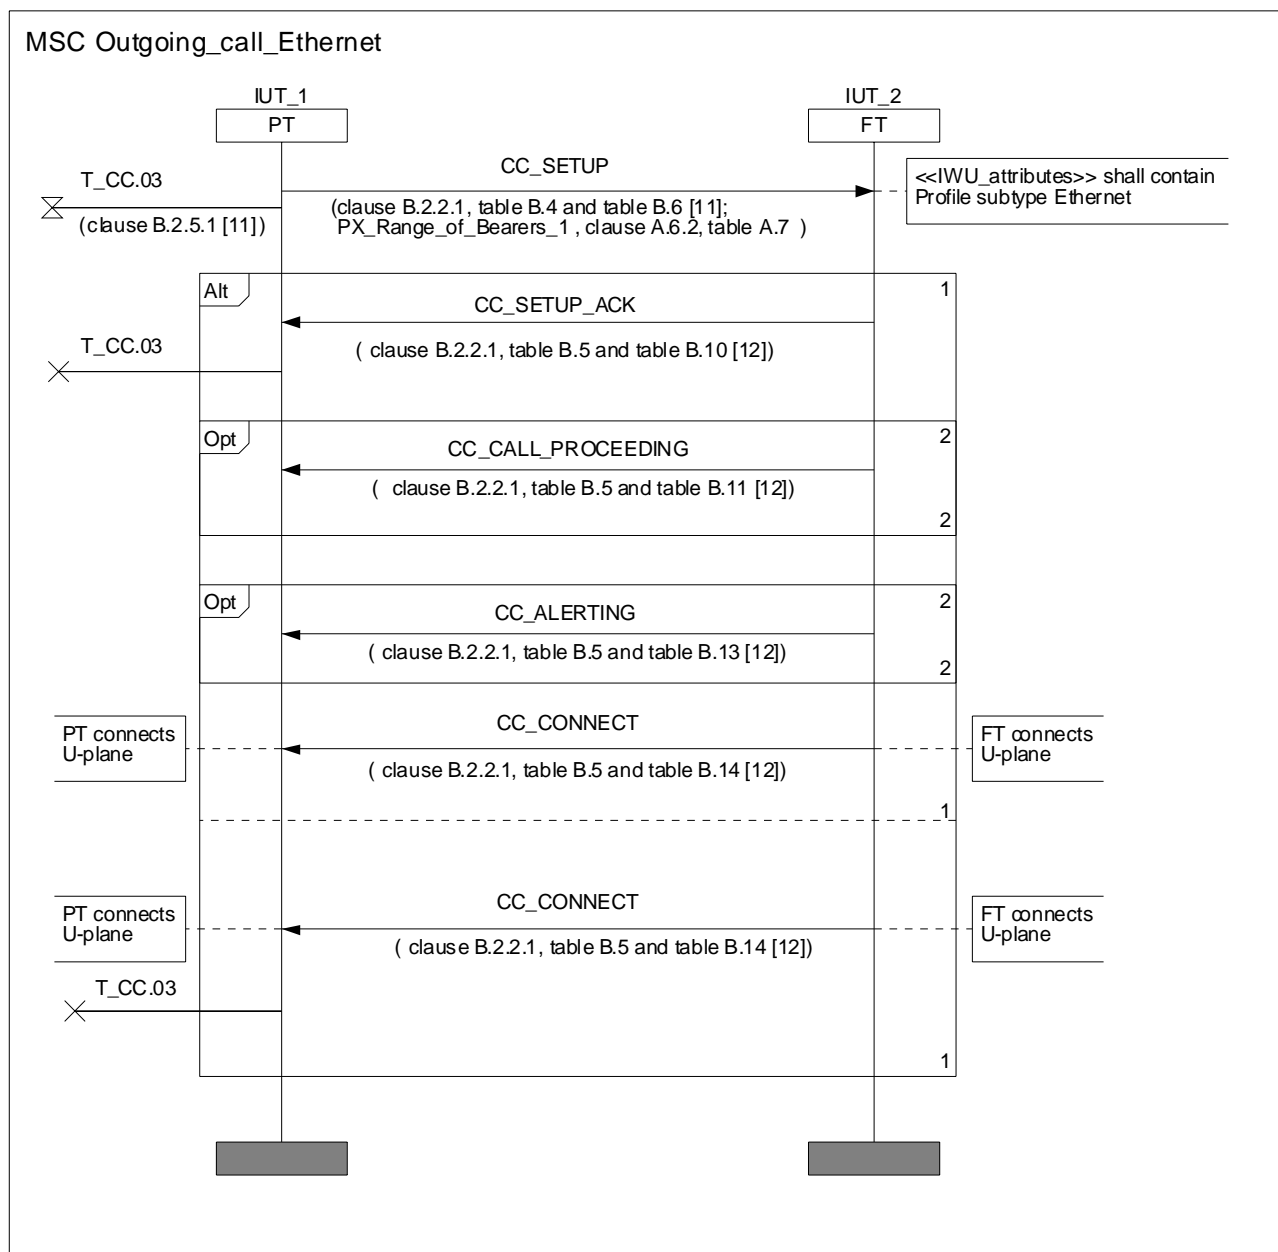 MSC Outgoing_call_Ethernet
IUT_1
IUT_2
PT
FT
T_CC.03
(clause B.2.5.1 [11])
CC_SETUP
(clause B.2.2.1, table B.4 and table B.6 [11];
PX_Range_of_Bearers_1 , clause A.6.2, table A.7 )
<<IWU_attributes>> shall contain
Profile subtype Ethernet
Alt
1
CC_SETUP_ACK
( clause B.2.2.1, table B.5 and table B.10 [12])
T_CC.03
Opt
2
CC_CALL_PROCEEDING
( clause B.2.2.1, table B.5 and table B.11 [12])
2
Opt
2
CC_ALERTING
( clause B.2.2.1, table B.5 and table B.13 [12])
2
PT connects
U-plane
CC_CONNECT
( clause B.2.2.1, table B.5 and table B.14 [12])
FT connects
U-plane
1
PT connects
U-plane
CC_CONNECT
( clause B.2.2.1, table B.5 and table B.14 [12])
FT connects
U-plane
T_CC.03
1